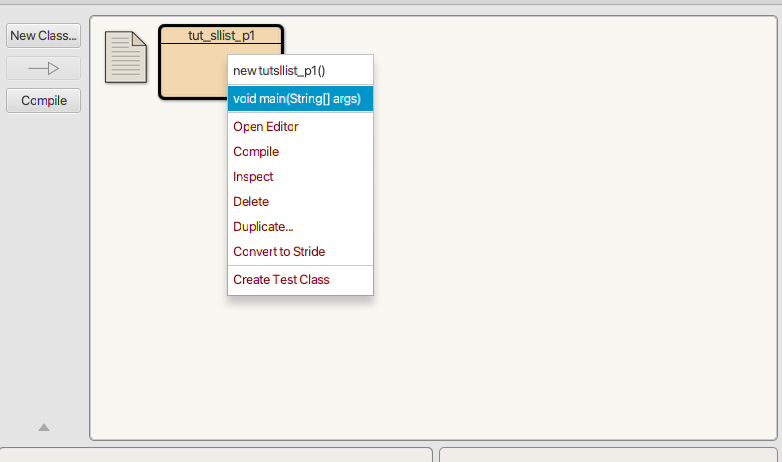 New Class...
Compile
tut_sllist_p1
new tutsllist_p1()
void main(String[] args)
Open Editor
Compile
Inspect
Delete
Duplicate...
Convert to Stride
Create Test Class